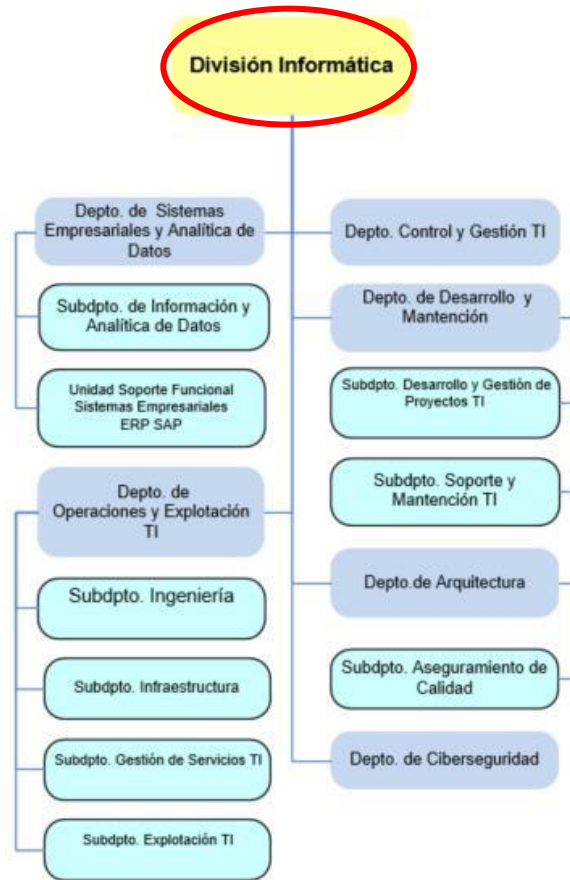 División Informática
Depto. de Sistemas
Empresariales y Analítica de
Datos
Subdpto. de Información y
Analítica de Datos
Unidad Soporte Funcional
Sistemas Empresariales
ERP SAP
Depto. de
Operaciones y Explotación
TI
Subdpto. Ingeniería
Subdpto. Infraestructura
Subdpto. Gestión de Servicios TI
Subdpto. Explotación TI
Depto. Control y Gestión TI
Depto. de Desarrollo y
Mantención
Subdpto. Desarrollo y Gestión de
Proyectos TI
Subdpto. Soporte y
Mantención TI
Depto.de Arquitectura
Subdpto. Aseguramiento de
Calidad
Depto. de Ciberseguridad